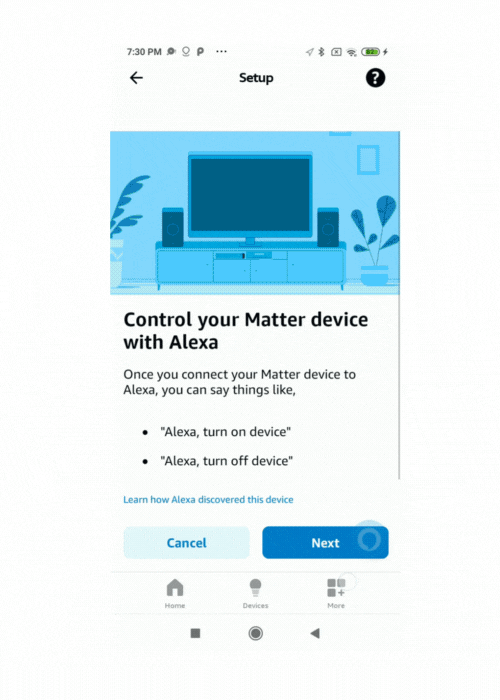 7:30 PM
82
Setup
?
Control your Matter device
with Alexa
Once you connect your Matter device to
Alexa, you can say things like,
• "Alexa, turn on device"
• "Alexa, turn off device"
Learn how Alexa discovered this device
Cancel Next
Home Devices More